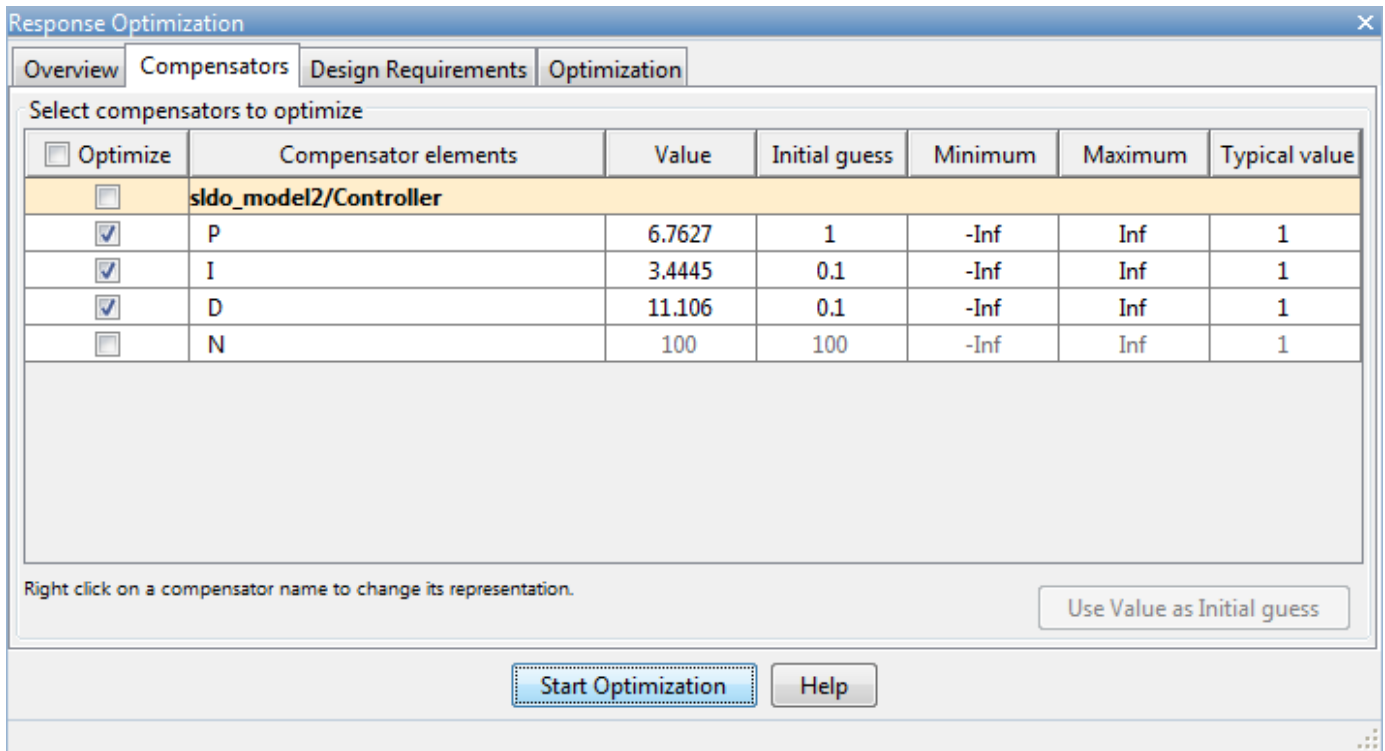 Response Optimization
Overview Compensators Design Requirements Optimization
Select compensators to optimize
Optimize Compensator elements Value Initial guess Minimum Maximum Typical value
sldo_model2/Controller
P 6.7627 1 -Inf Inf 1
I 3.4445 0.1 -Inf Inf 1
D 11.106 0.1 -Inf Inf 1
N 100 100 -Inf Inf 1
Right click on a compensator name to change its representation.
Use Value as Initial guess
Start Optimization Help